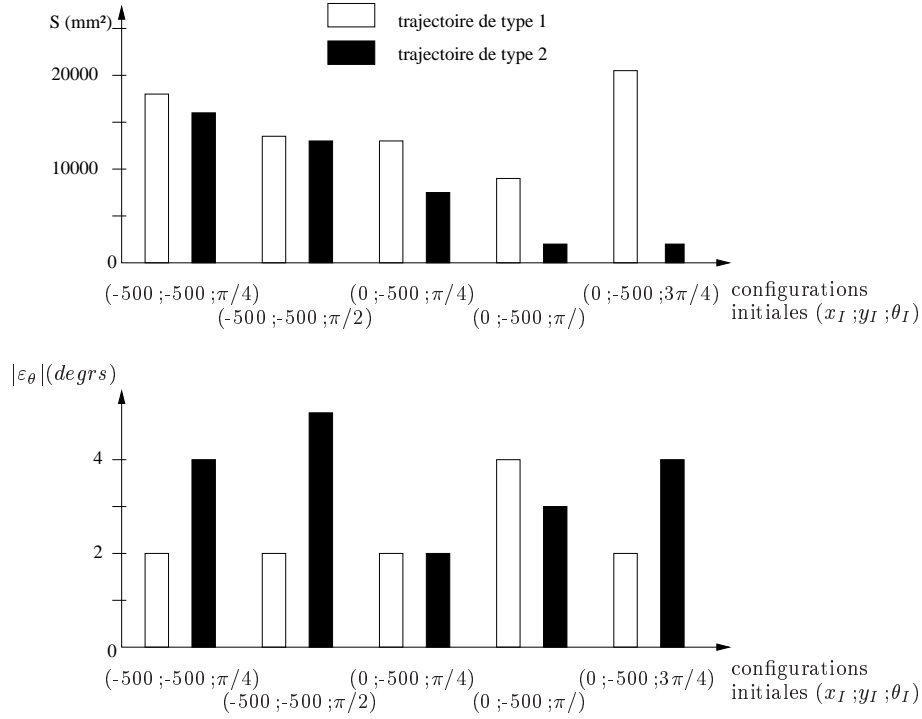 S (mm²)
trajectoire de type 1
trajectoire de type 2
20000
10000
0
(-500 ;-500 ;π/4)
(-500 ;-500 ;π/2)
(0 ;-500 ;π/4)
(0 ;-500 ;π/)
(0 ;-500 ;3π/4)
configurations
initiales (x_I ;y_I ;θ_I)
|ε_θ|(degrs)
4
2
0
(-500 ;-500 ;π/4)
(-500 ;-500 ;π/2)
(0 ;-500 ;π/4)
(0 ;-500 ;π/)
(0 ;-500 ;3π/4)
configurations
initiales (x_I ;y_I ;θ_I)